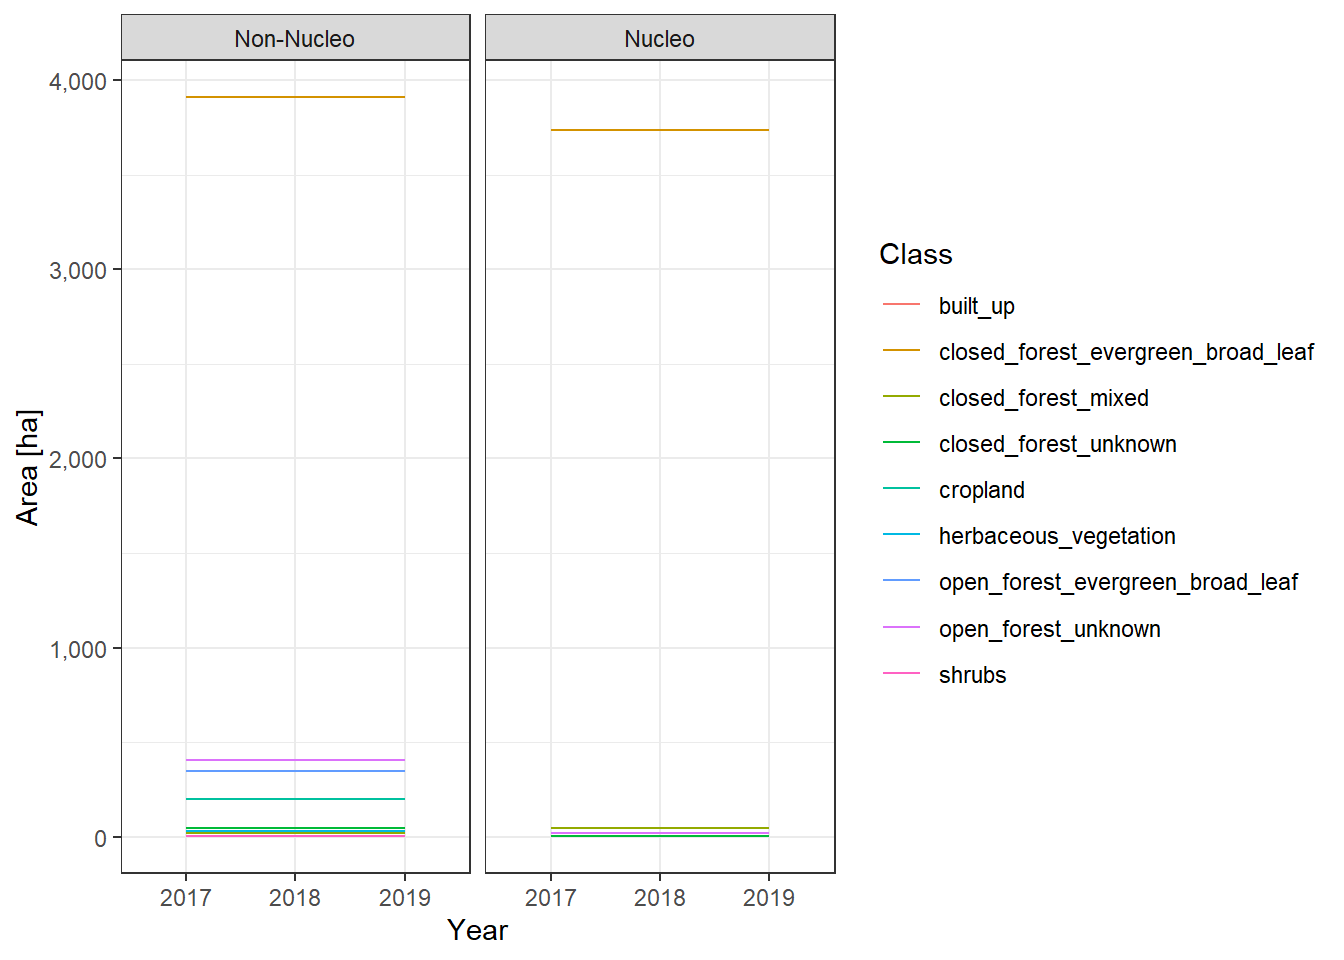 Non-Nucleo
Nucleo
4,000
3,000
2,000
1,000
0
Area [ha]
2017 2018 2019
2017 2018 2019
Year
Class
built_up
closed_forest_evergreen_broad_leaf
closed_forest_mixed
closed_forest_unknown
cropland
herbaceous_vegetation
open_forest_evergreen_broad_leaf
open_forest_unknown
shrubs